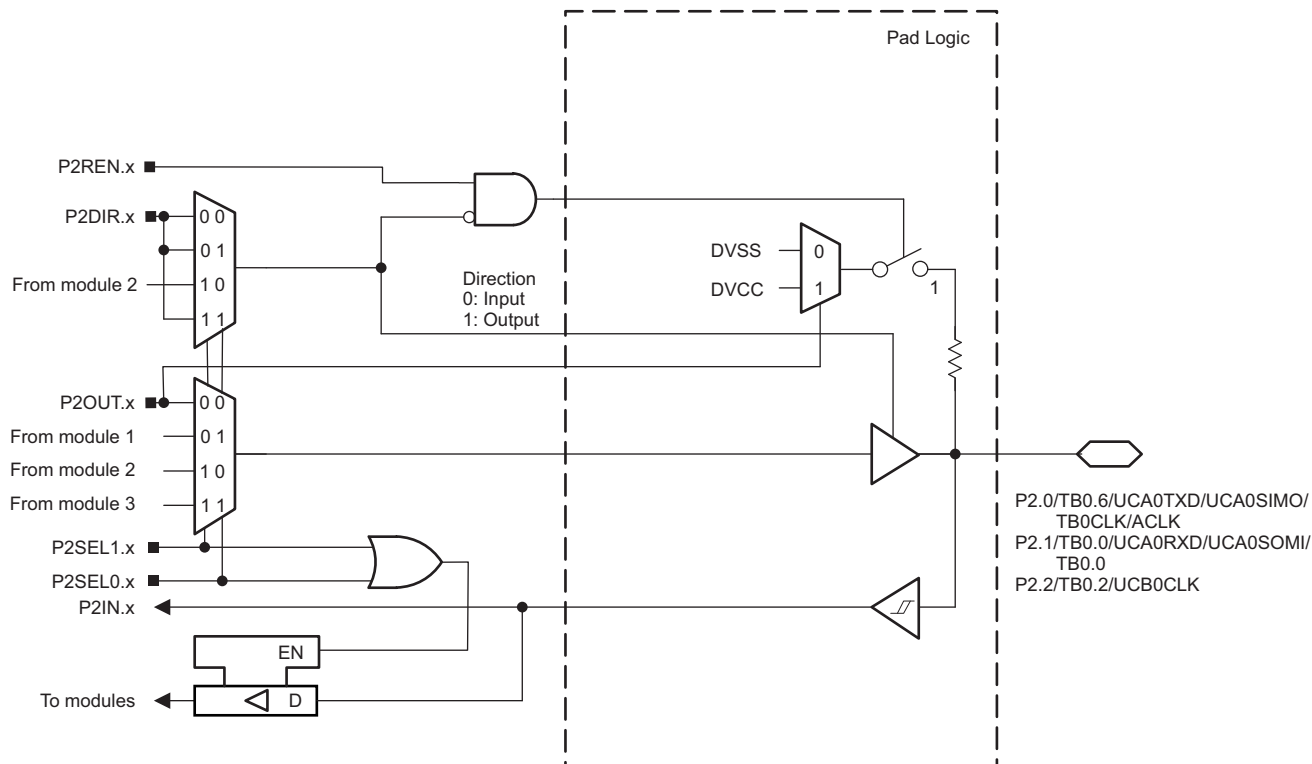 Pad Logic
P2REN.x
P2DIR.x
0 0
0 1
From module 2
1 0
1 1
Direction
0: Input
1: Output
DVSS
0
DVCC
1
1
P2OUT.x
0 0
From module 1
0 1
From module 2
1 0
From module 3
1 1
P2SEL1.x
P2SEL0.x
P2IN.x
EN
To modules
D
P2.0/TB0.6/UCA0TXD/UCA0SIMO/
TB0CLK/ACLK
P2.1/TB0.0/UCA0RXD/UCA0SOMI/
TB0.0
P2.2/TB0.2/UCB0CLK